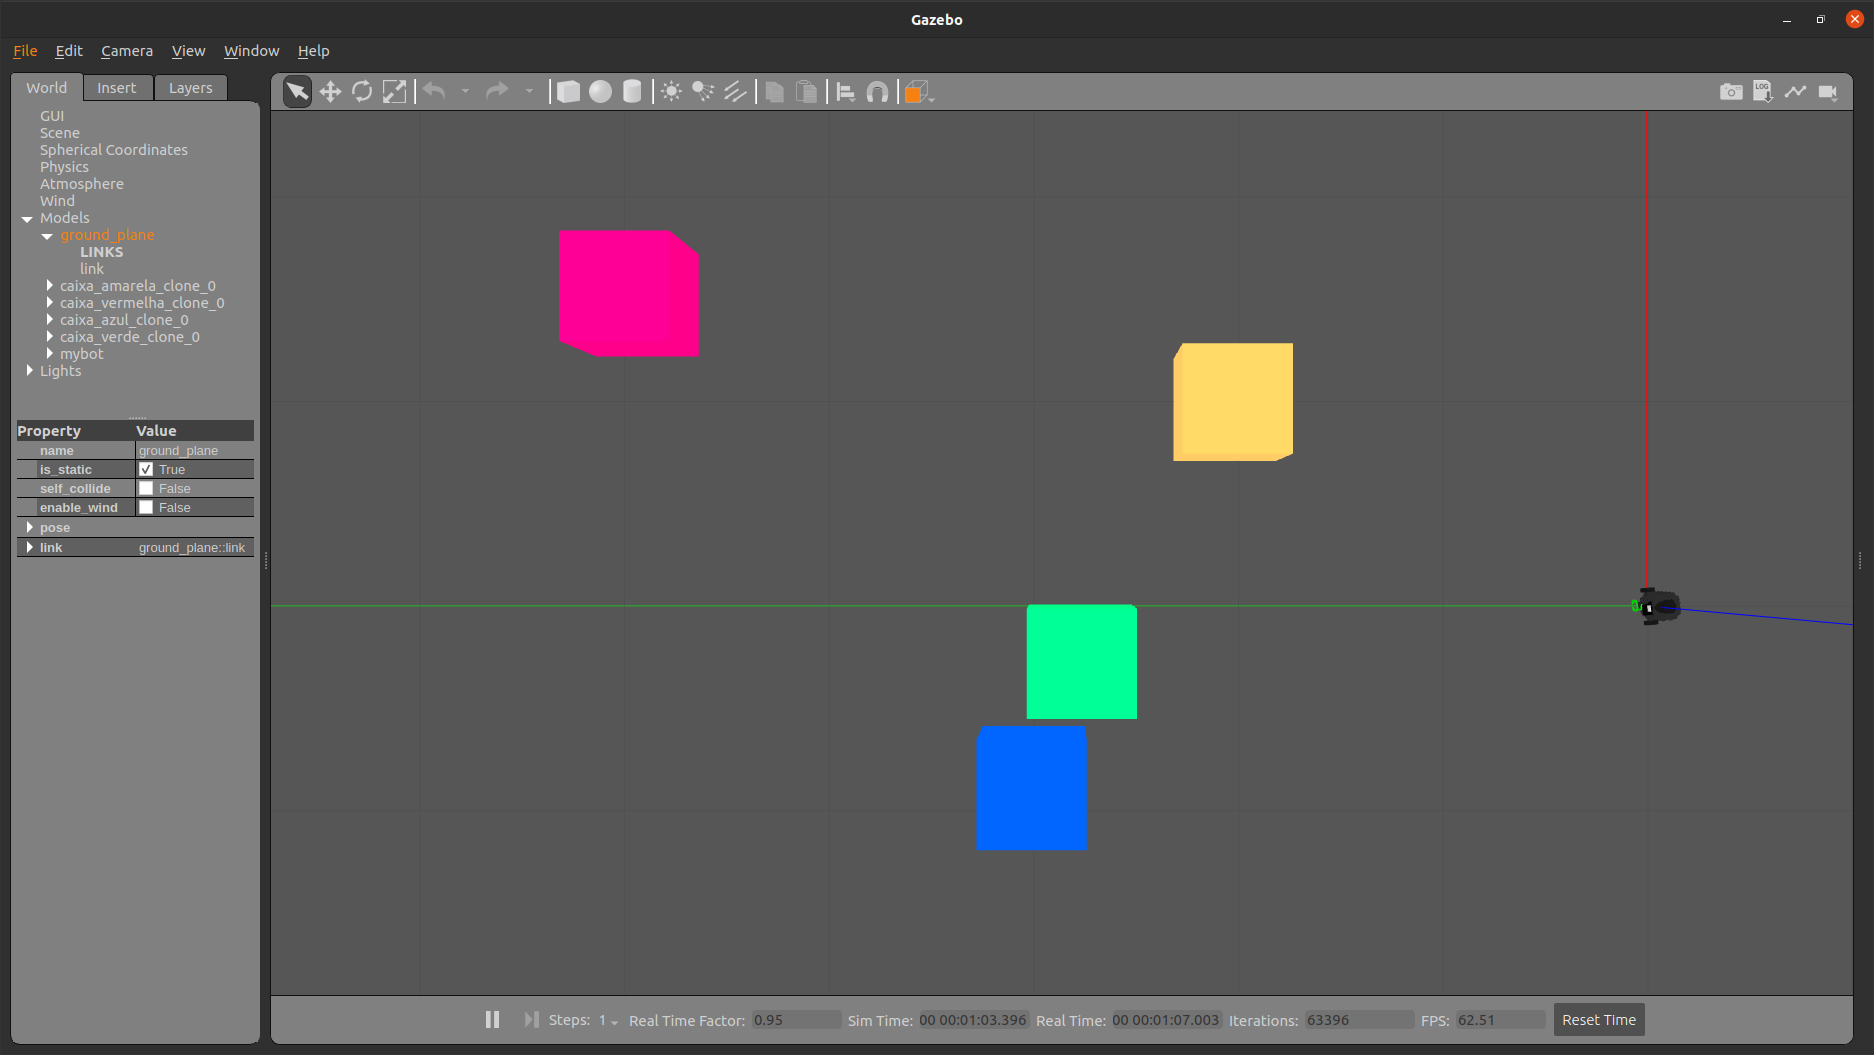 Gazebo
File Edit Camera View Window Help
World Insert Layers
LOG
GUI
Scene
Spherical Coordinates
Physics
Atmosphere
Wind
Models
ground_plane
LINKS
link
caixa_amarela_clone_0
caixa_vermelha_clone_0
caixa_azul_clone_0
caixa_verde_clone_0
mybot
Lights
Property Value
name ground_plane
is_static True
self_collide False
enable_wind False
pose
link ground_plane::link
Steps: 1 Real Time Factor: 0.95 Sim Time: 00 00:01:03.396 Real Time: 00 00:01:07.003 Iterations: 63396 FPS: 62.51 Reset Time